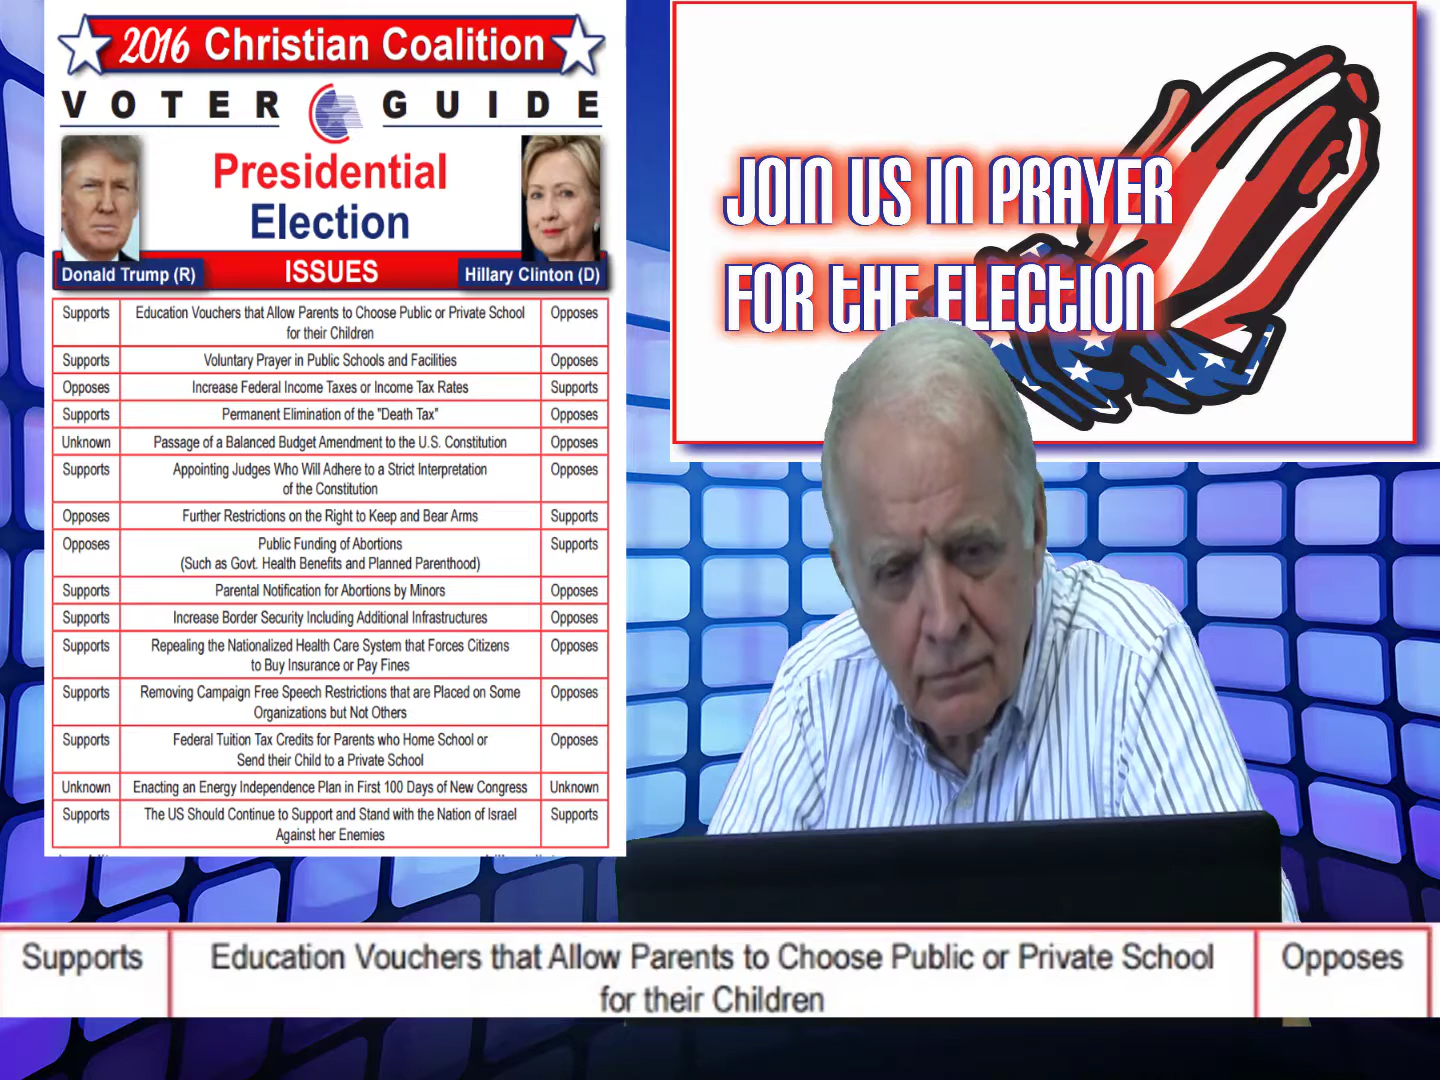 2016 Christian Coalition
VOTER GUIDE
Presidential
Election
Donald Trump (R) ISSUES Hillary Clinton (D)
Supports Education Vouchers that Allow Parents to Choose Public or Private School Opposes
for their Children
Supports Voluntary Prayer in Public Schools and Facilities Opposes
Opposes Increase Federal Income Taxes or Income Tax Rates Supports
Supports Permanent Elimination of the "Death Tax" Opposes
Unknown Passage of a Balanced Budget Amendment to the U.S. Constitution Opposes
Supports Appointing Judges Who Will Adhere to a Strict Interpretation Opposes
of the Constitution
Opposes Further Restrictions on the Right to Keep and Bear Arms Supports
Opposes Public Funding of Abortions Supports
(Such as Govt. Health Benefits and Planned Parenthood)
Supports Parental Notification for Abortions by Minors Opposes
Supports Increase Border Security Including Additional Infrastructures Opposes
Supports Repealing the Nationalized Health Care System that Forces Citizens Opposes
to Buy Insurance or Pay Fines
Supports Removing Campaign Free Speech Restrictions that are Placed on Some Opposes
Organizations but Not Others
Supports Federal Tuition Tax Credits for Parents who Home School or Opposes
Send their Child to a Private School
Unknown Enacting an Energy Independence Plan in First 100 Days of New Congress Unknown
Supports The US Should Continue to Support and Stand with the Nation of Israel Supports
Against her Enemies
JOIN US IN PRAYER
FOR THE ELECTION
Supports Education Vouchers that Allow Parents to Choose Public or Private School Opposes
for their Children